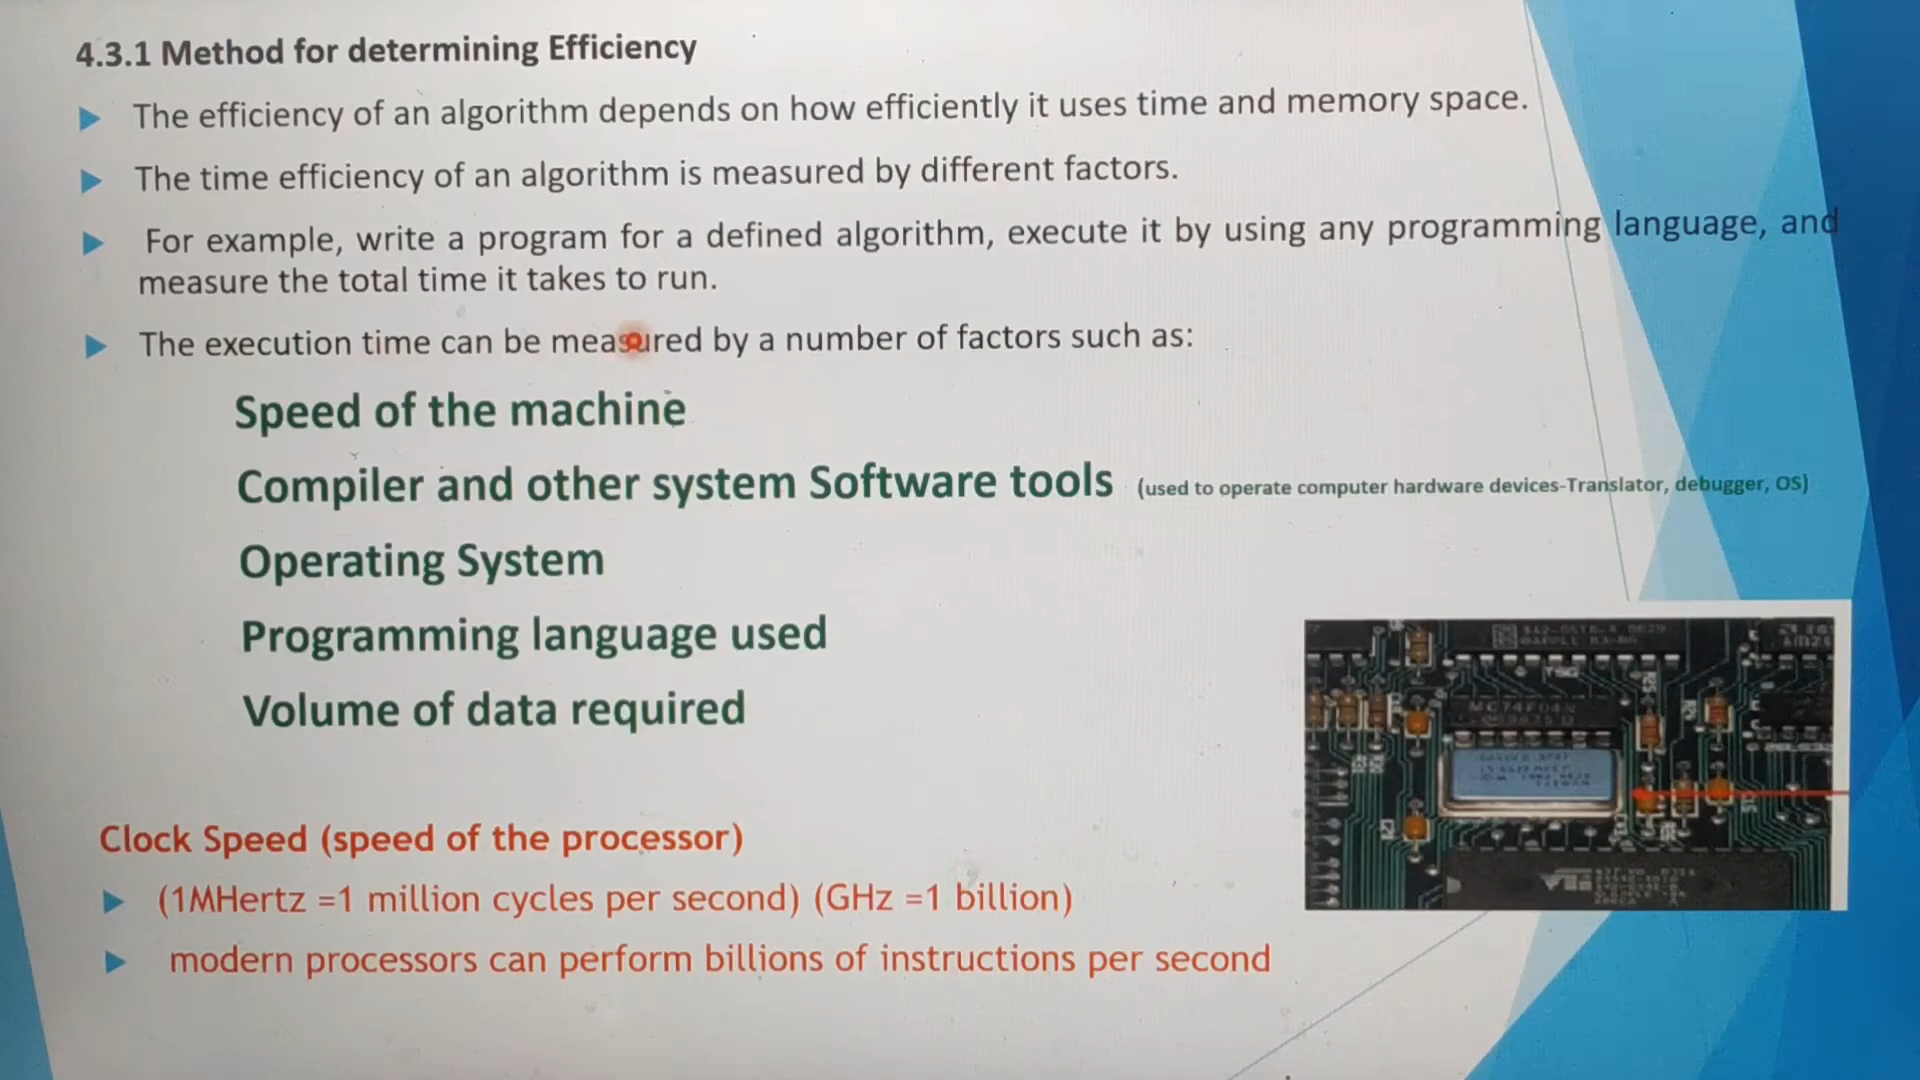 4.3.1 Method for determining Efficiency
The efficiency of an algorithm depends on how efficiently it uses time and memory space.
The time efficiency of an algorithm is measured by different factors.
For example, write a program for a defined algorithm, execute it by using any programming language, and
measure the total time it takes to run.
The execution time can be measured by a number of factors such as:
Speed of the machine
Compiler and other system Software tools (used to operate computer hardware devices-Translator, debugger, OS)
Operating System
Programming language used
Volume of data required
MC74F04N
Clock Speed (speed of the processor)
(1MHertz =1 million cycles per second) (GHz =1 billion)
modern processors can perform billions of instructions per second